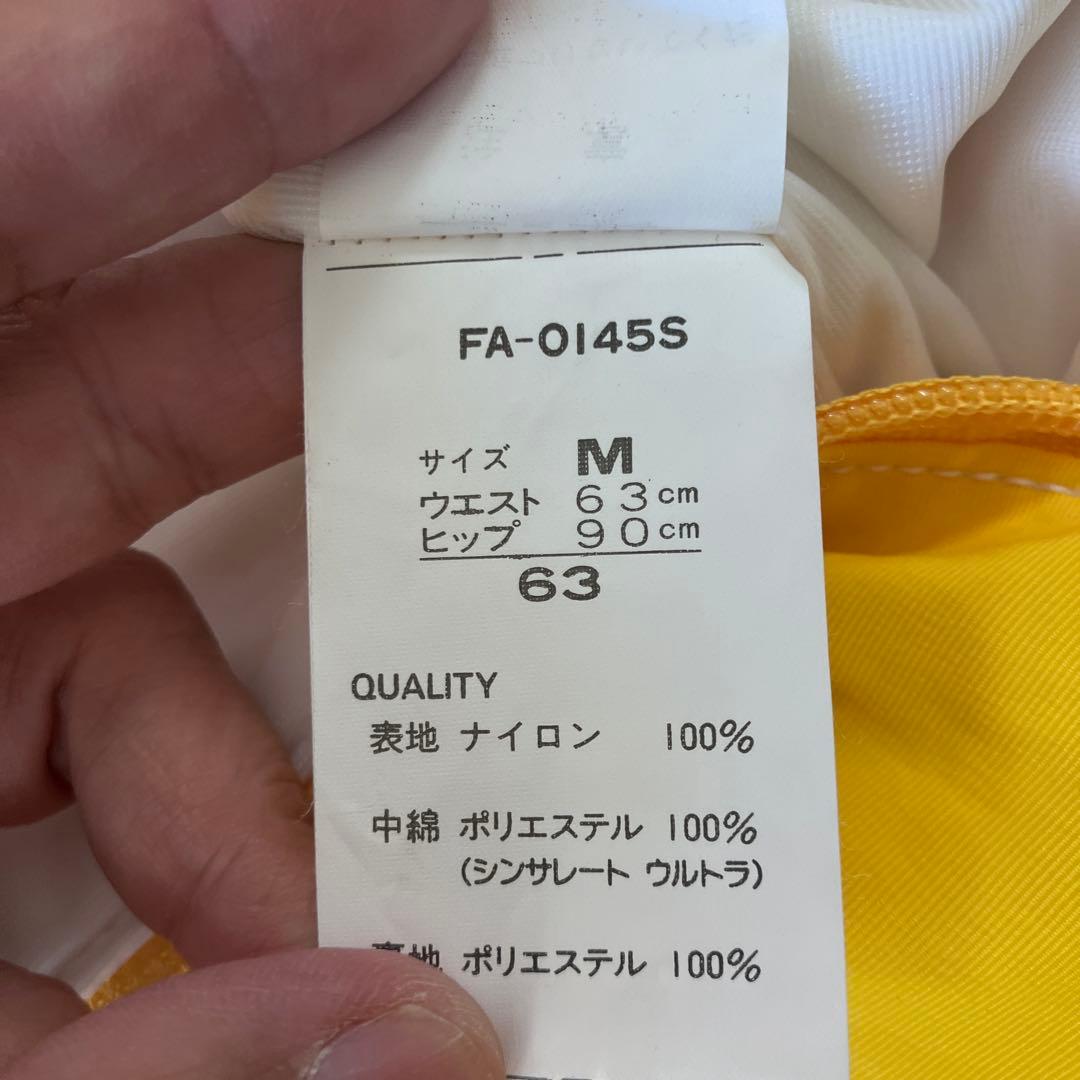 FA-0145S
サイズ M
ウエスト 63cm
ヒップ 90cm
63
QUALITY
表地 ナイロン 100%
中綿 ポリエステル 100%
(シンサレート ウルトラ)
裏地 ポリエステル 100%